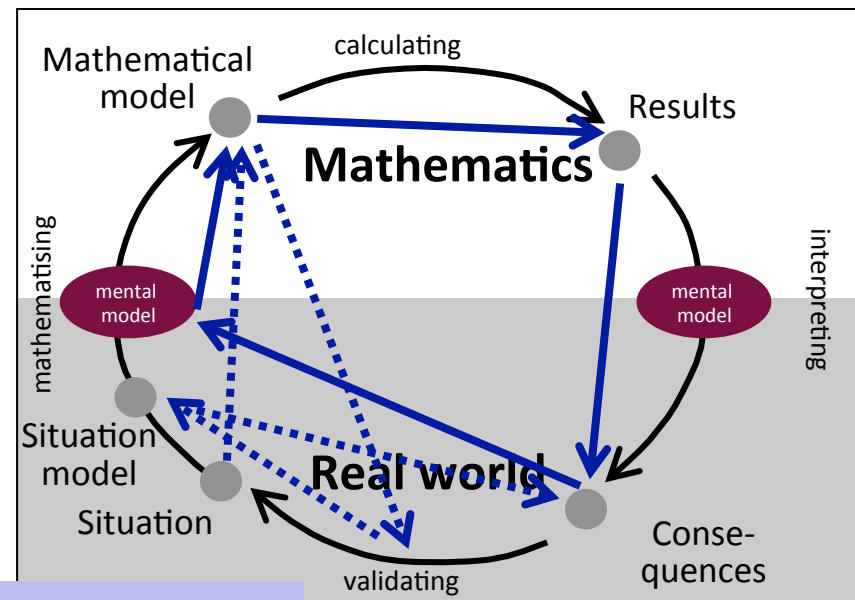 calculating
Mathematical
model
Results
Mathematics
mathematising
interpreting
mental
model
mental
model
Situation
model
Real world
Situation
Conse-
quences
validating